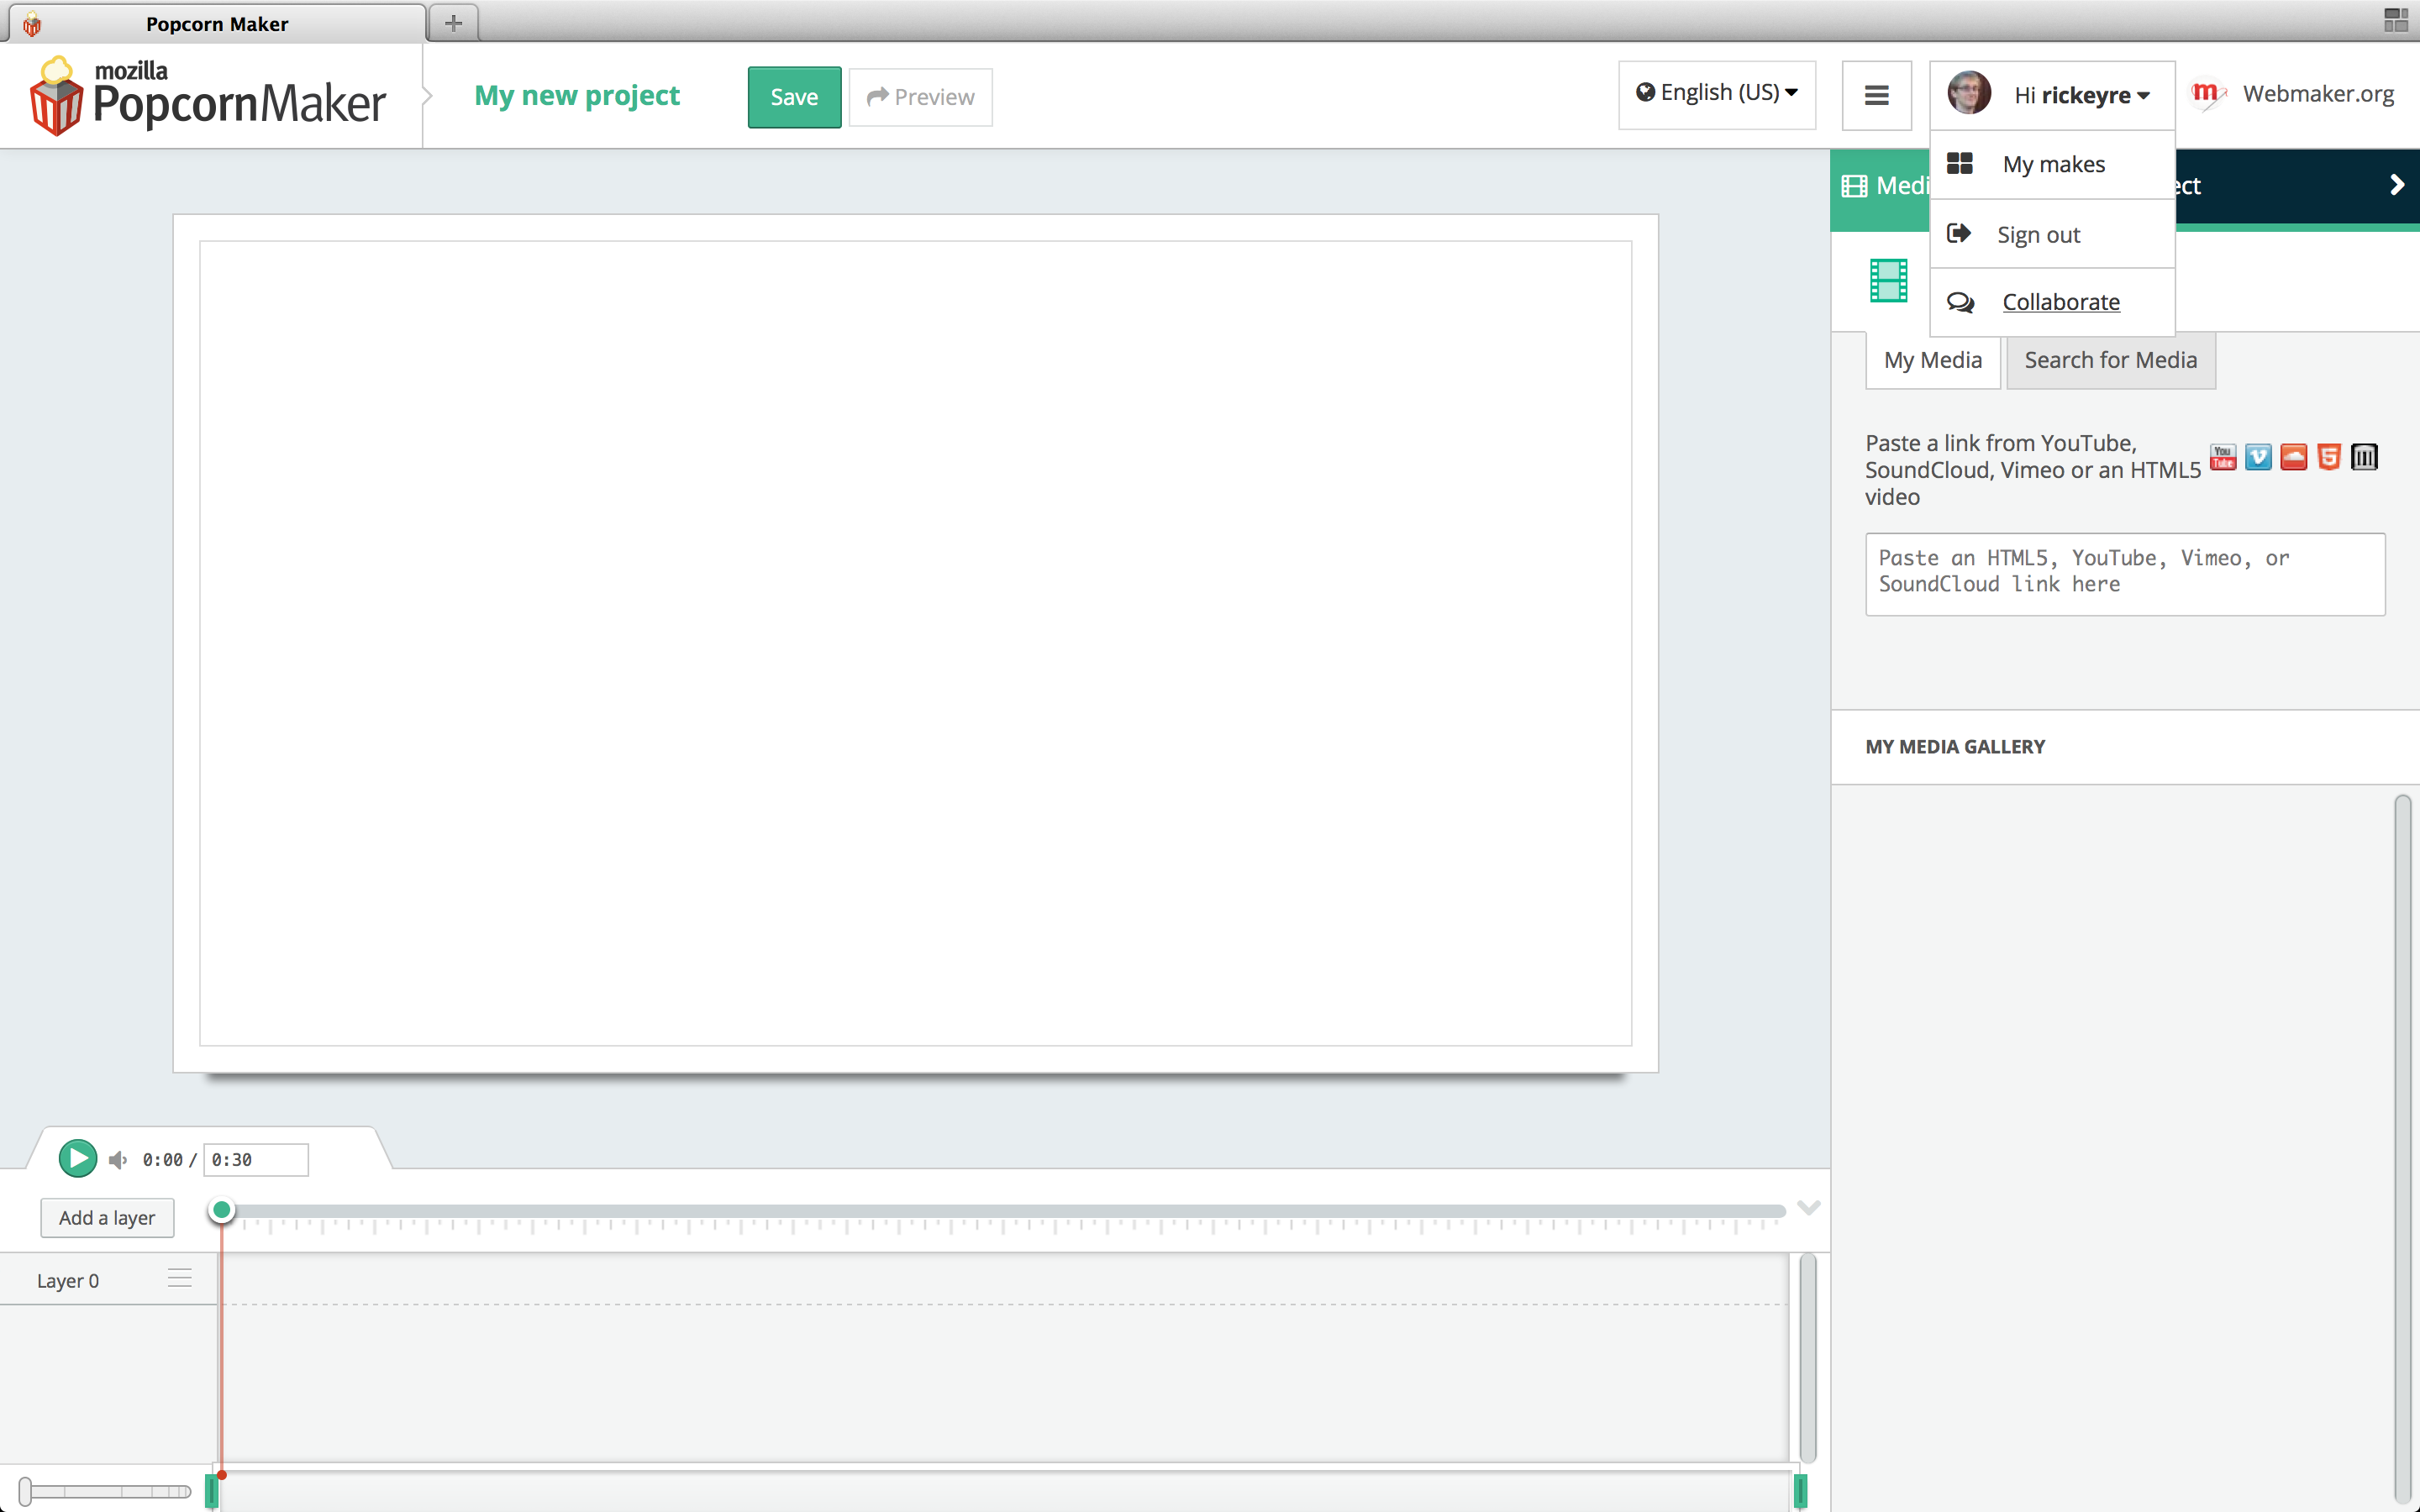 Popcorn Maker
mozilla
PopcornMaker
My new project
Save
Preview
English (US)
Hi rickeyre
Webmaker.org
My makes
Sign out
Collaborate
Medi
ect
My Media
Search for Media
Paste a link from YouTube,
SoundCloud, Vimeo or an HTML5
video
You
Tube
Paste an HTML5, YouTube, Vimeo, or
SoundCloud link here
MY MEDIA GALLERY
0:00 / 0:30
Add a layer
Layer 0